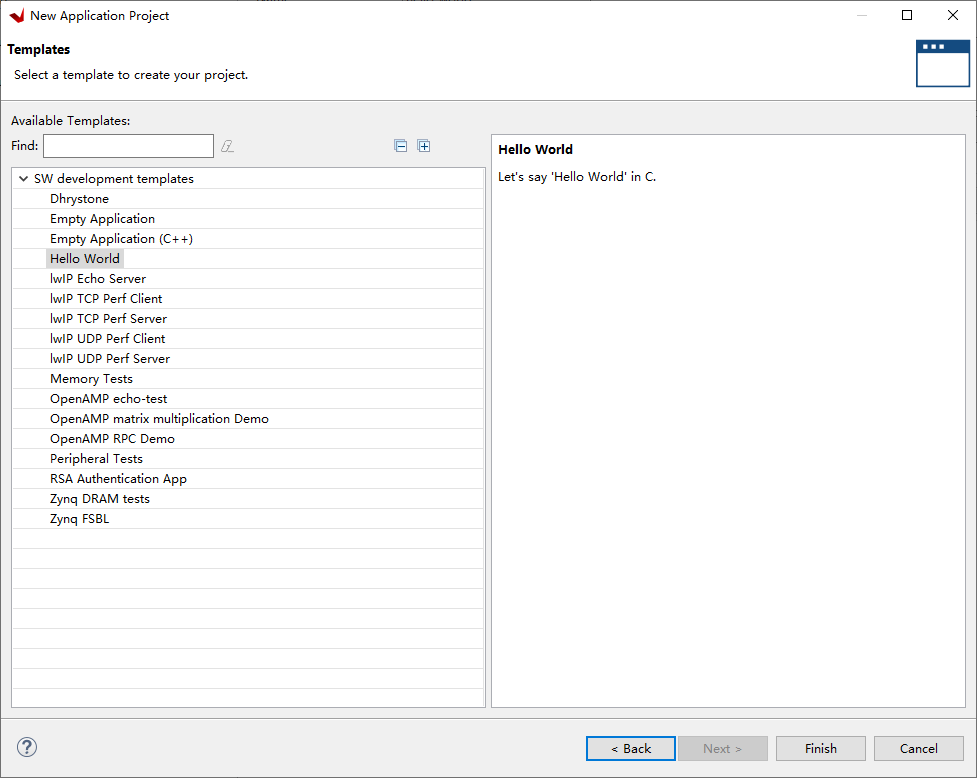 New Application Project
Templates
Select a template to create your project.
Available Templates:
Find:
SW development templates
Dhrystone
Empty Application
Empty Application (C++)
Hello World
lwIP Echo Server
lwIP TCP Perf Client
lwIP TCP Perf Server
lwIP UDP Perf Client
lwIP UDP Perf Server
Memory Tests
OpenAMP echo-test
OpenAMP matrix multiplication Demo
OpenAMP RPC Demo
Peripheral Tests
RSA Authentication App
Zynq DRAM tests
Zynq FSBL
Hello World
Let's say 'Hello World' in C.
?
< Back
Next >
Finish
Cancel